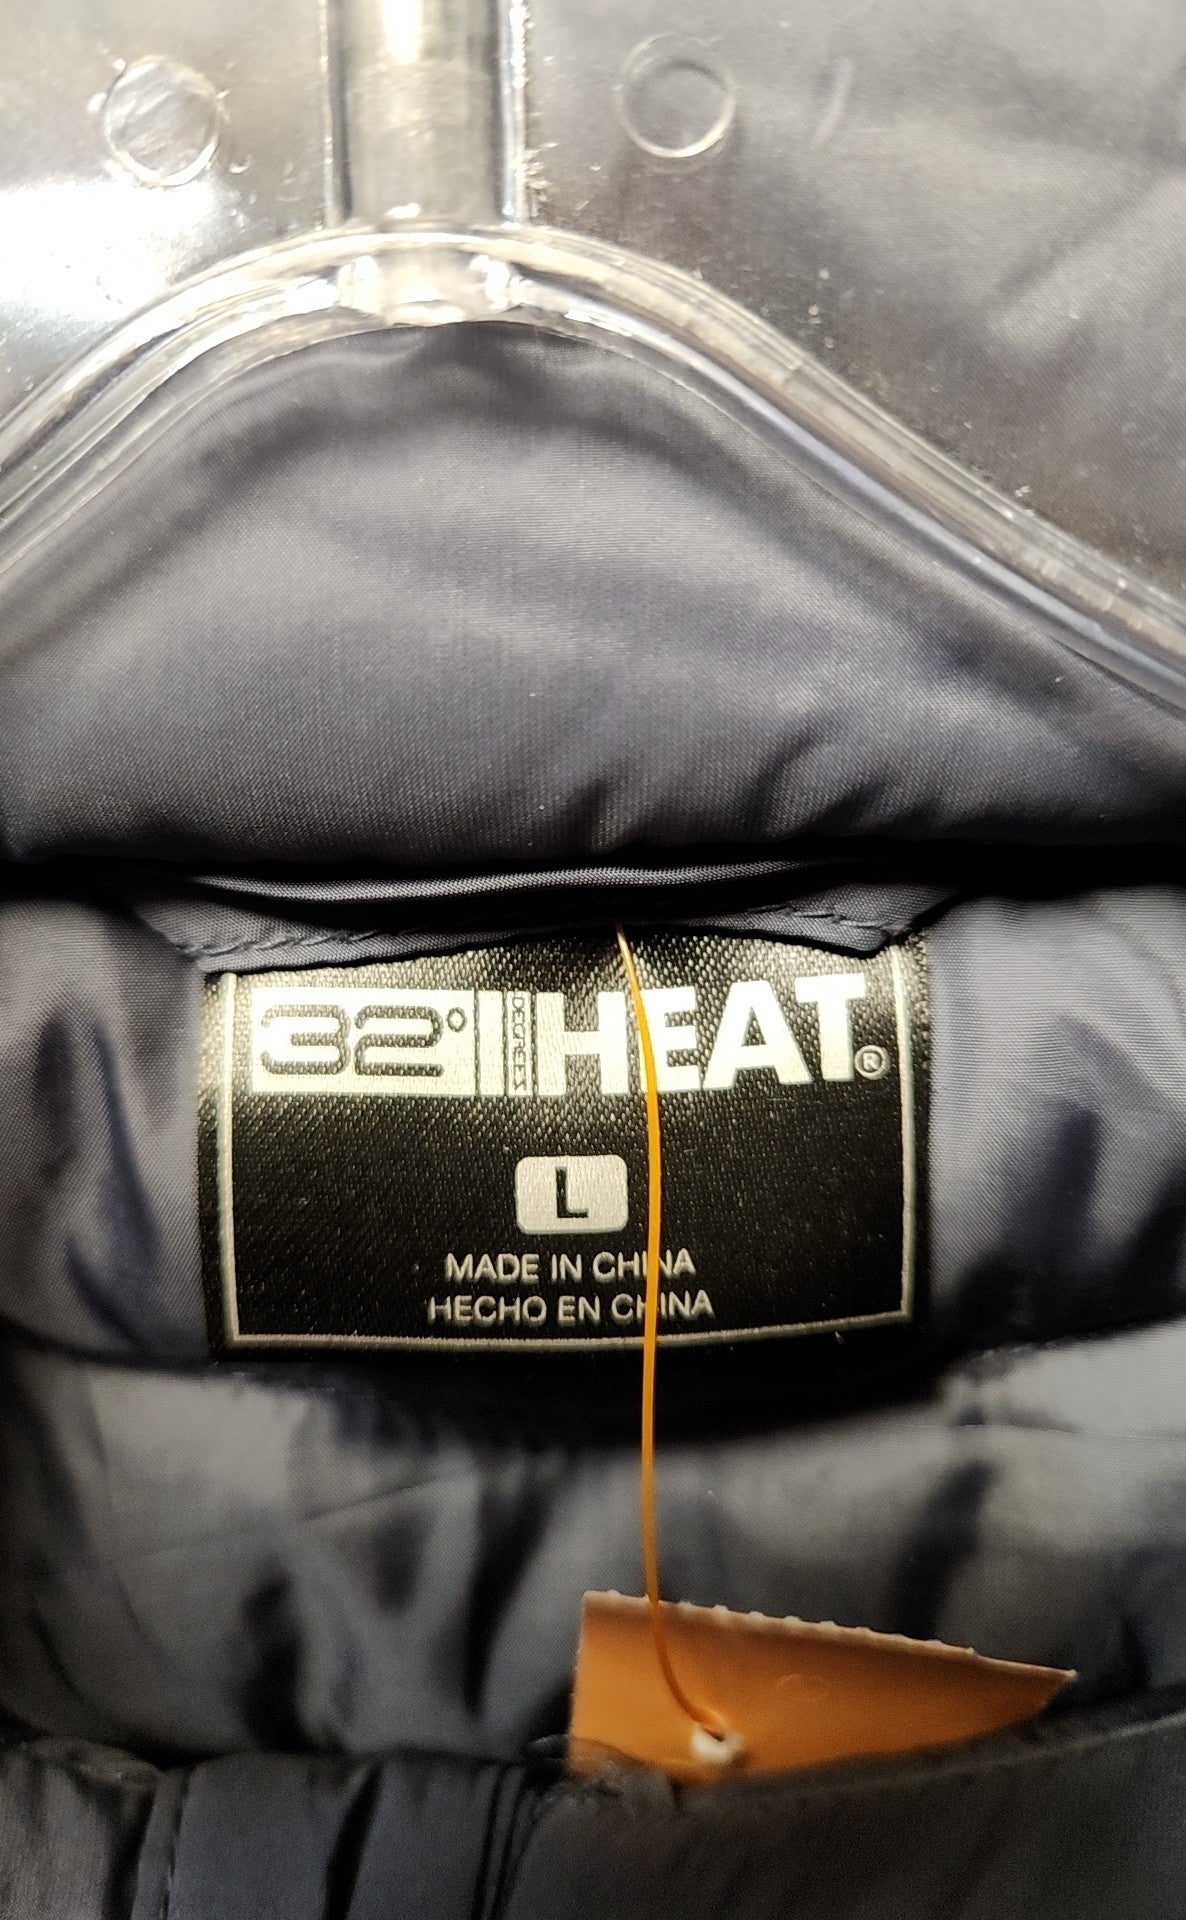 32° DEGREES HEAT®
L
MADE IN CHINA
HECHO EN CHINA